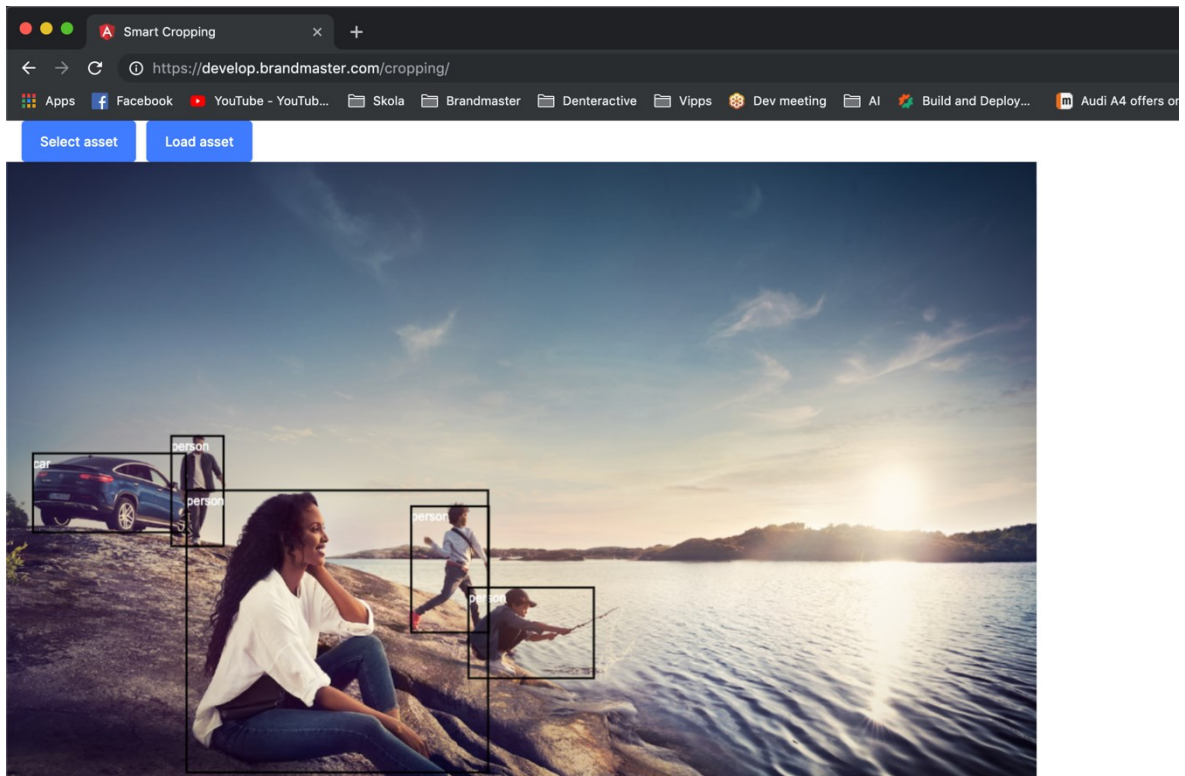 Smart Cropping
https://develop.brandmaster.com/cropping/
Apps Facebook YouTube - YouTub... Skola Brandmaster Denteractive Vipps Dev meeting AI Build and Deploy... Audi A4 offers or
Select asset Load asset
person
car
person
person
person